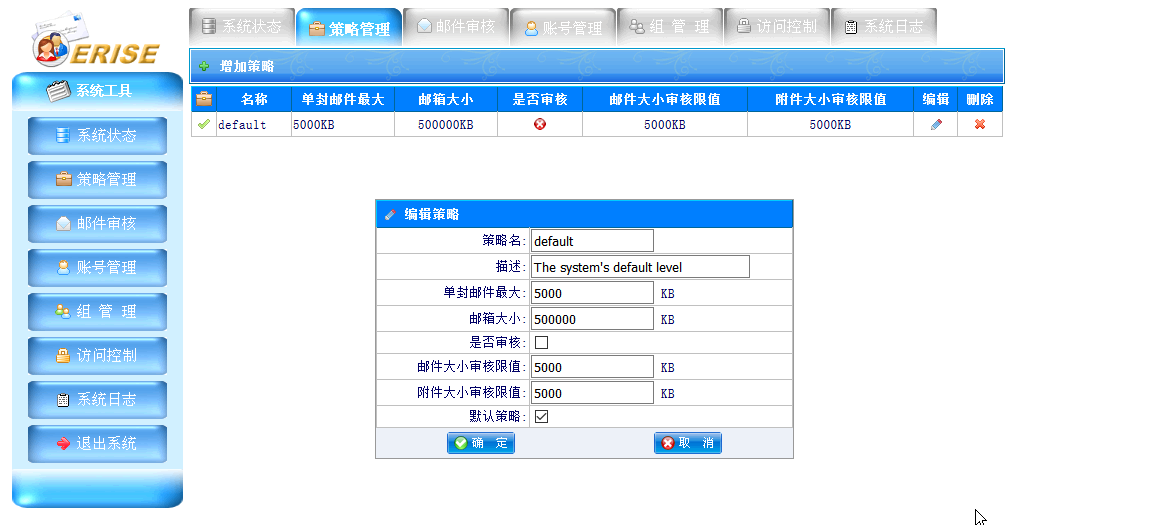 ERISE
系统工具
系统状态
策略管理
邮件审核
账号管理
组 管 理
访问控制
系统日志
退出系统
系统状态 策略管理 邮件审核 账号管理 组 管 理 访问控制 系统日志
增加策略
名称 单封邮件最大 邮箱大小 是否审核 邮件大小审核限值 附件大小审核限值 编辑 删除
default 5000KB 500000KB 5000KB 5000KB
编辑策略
策略名: default
描述: The system's default level
单封邮件最大: 5000 KB
邮箱大小: 500000 KB
是否审核:
邮件大小审核限值: 5000 KB
附件大小审核限值: 5000 KB
默认策略:
确 定 取 消